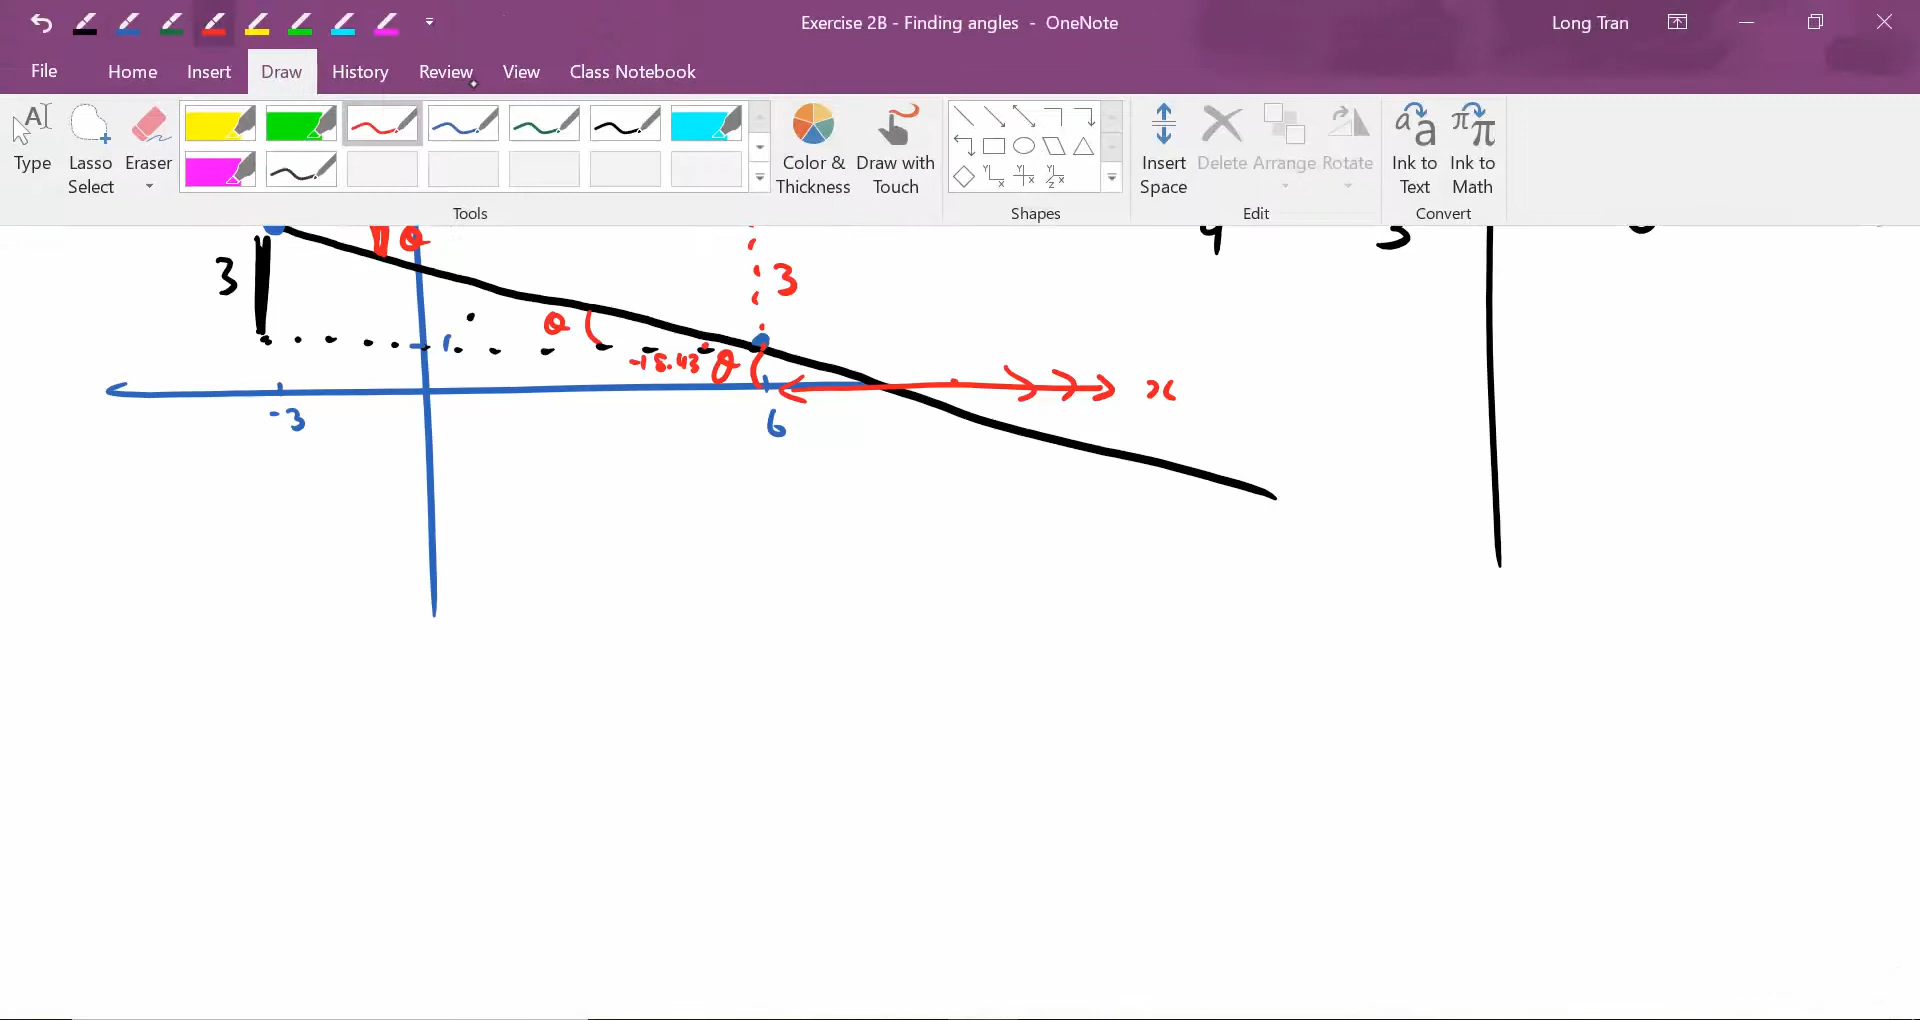 Exercise 2B - Finding angles - OneNote
Long Tran
File Home Insert Draw History Review View Class Notebook
Type
Lasso Select
Eraser
Color & Thickness
Draw with Touch
Insert Space
Delete
Arrange
Rotate
Ink to Text
Ink to Math
Tools
Shapes
Edit
Convert
θ
3
3
θ
1
-18.43° θ
x
-3
6